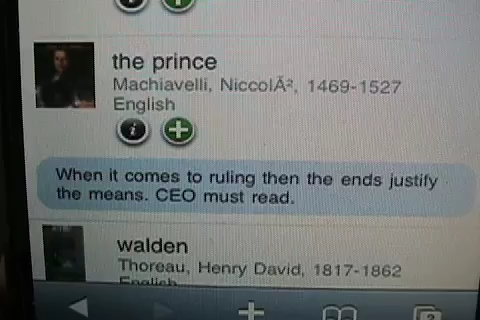 the prince
Machiavelli, NiccolÃ², 1469-1527
English
When it comes to ruling then the ends justify
the means. CEO must read.
walden
Thoreau, Henry David, 1817-1862
English